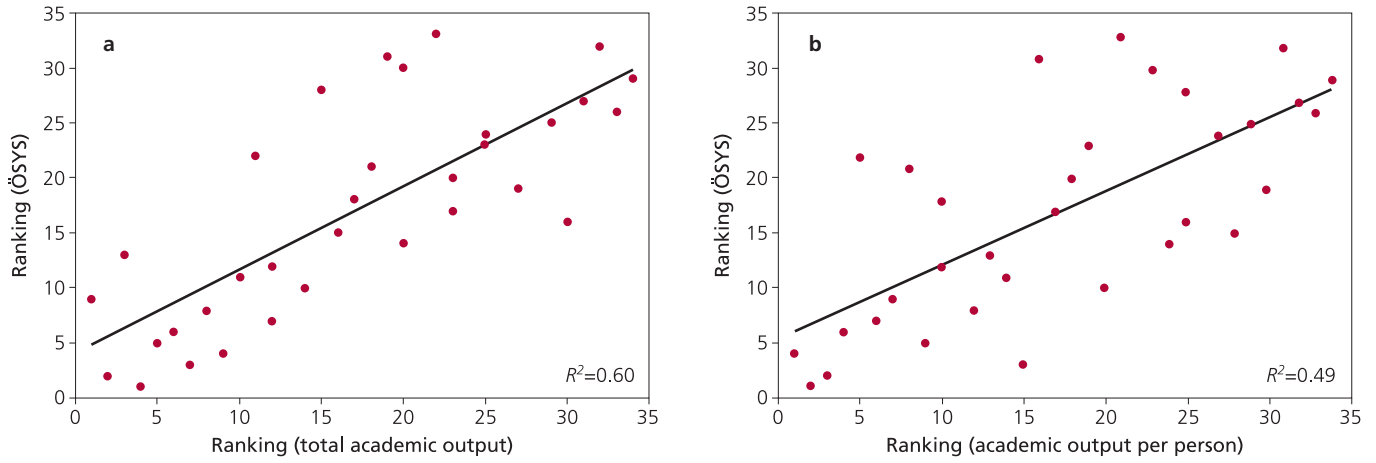 a
35
30
25
20
15
10
5
0
Ranking (ÖSYS)
0 5 10 15 20 25 30 35
Ranking (total academic output)
R²=0.60
b
35
30
25
20
15
10
5
0
Ranking (ÖSYS)
0 5 10 15 20 25 30 35
Ranking (academic output per person)
R²=0.49